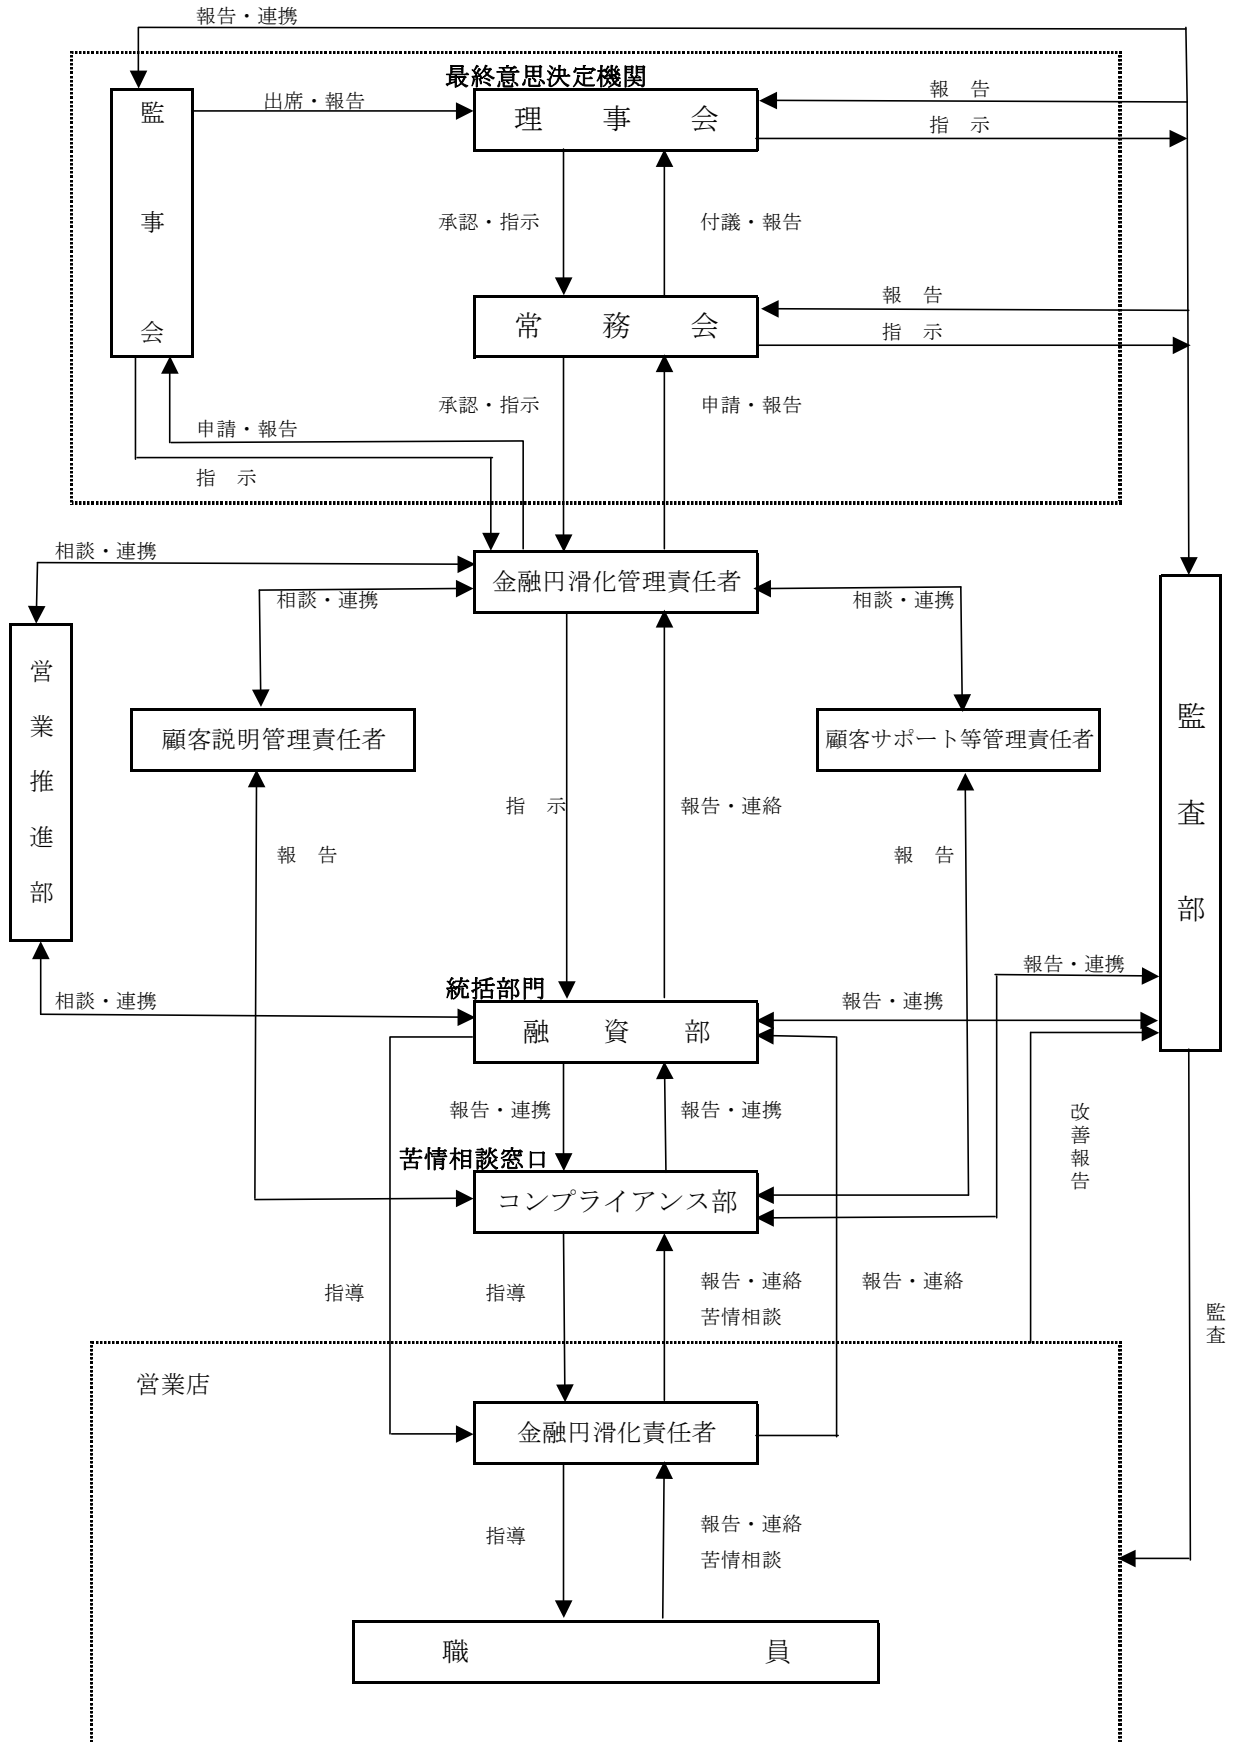 報告・連携
最終意思決定機関
監事会
出席・報告
理事会
報 告
指 示
承認・指示
付議・報告
常務会
報 告
指 示
承認・指示
申請・報告
申請・報告
指 示
相談・連携
金融円滑化管理責任者
相談・連携
相談・連携
営業推進部
顧客説明管理責任者
顧客サポート等管理責任者
監査部
指 示
報告・連絡
報 告
報 告
報告・連携
統括部門
相談・連携
融資部
報告・連携
報告・連携
報告・連携
改善報告
苦情相談窓口
コンプライアンス部
指導
指導
報告・連絡
苦情相談
報告・連絡
監査
営業店
金融円滑化責任者
指導
報告・連絡
苦情相談
職員